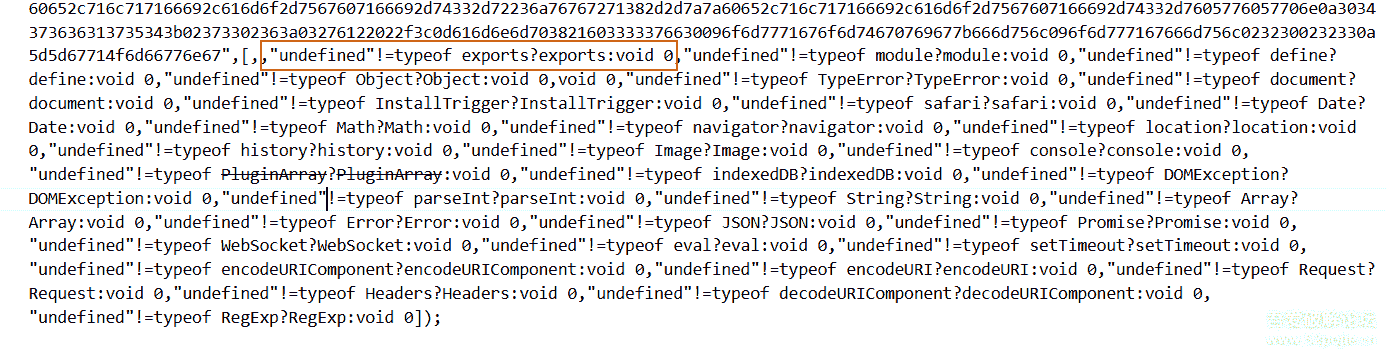 60652c716c717166692c616d6f2d7567607166692d74332d72236a76767271382d2d7a7a60652c716c717166692c616d6f2d7567607166692d74332d7605776057706e0a3034
373636313735343b02373302363a03276122022f3c0d616d6e6d703821603333376630096f6d7771676f6d74670769677b666d756c096f6d777167666d756c0232300232330a
5d5d67714f6d66776e67",[,,"undefined"!=typeof exports?exports:void 0,"undefined"!=typeof module?module:void 0,"undefined"!=typeof define?
define:void 0,"undefined"!=typeof Object?Object:void 0,void 0,"undefined"!=typeof TypeError?TypeError:void 0,"undefined"!=typeof document?
document:void 0,"undefined"!=typeof InstallTrigger?InstallTrigger:void 0,"undefined"!=typeof safari?safari:void 0,"undefined"!=typeof Date?
Date:void 0,"undefined"!=typeof Math?Math:void 0,"undefined"!=typeof navigator?navigator:void 0,"undefined"!=typeof location?location:void
0,"undefined"!=typeof history?history:void 0,"undefined"!=typeof Image?Image:void 0,"undefined"!=typeof console?console:void 0,
"undefined"!=typeof PluginArray?PluginArray:void 0,"undefined"!=typeof indexedDB?indexedDB:void 0,"undefined"!=typeof DOMException?
DOMException:void 0,"undefined"!=typeof parseInt?parseInt:void 0,"undefined"!=typeof String?String:void 0,"undefined"!=typeof Array?
Array:void 0,"undefined"!=typeof Error?Error:void 0,"undefined"!=typeof JSON?JSON:void 0,"undefined"!=typeof Promise?Promise:void 0,
"undefined"!=typeof WebSocket?WebSocket:void 0,"undefined"!=typeof eval?eval:void 0,"undefined"!=typeof setTimeout?setTimeout:void 0,
"undefined"!=typeof encodeURIComponent?encodeURIComponent:void 0,"undefined"!=typeof encodeURI?encodeURI:void 0,"undefined"!=typeof Request?
Request:void 0,"undefined"!=typeof Headers?Headers:void 0,"undefined"!=typeof decodeURIComponent?decodeURIComponent:void 0,
"undefined"!=typeof RegExp?RegExp:void 0]);